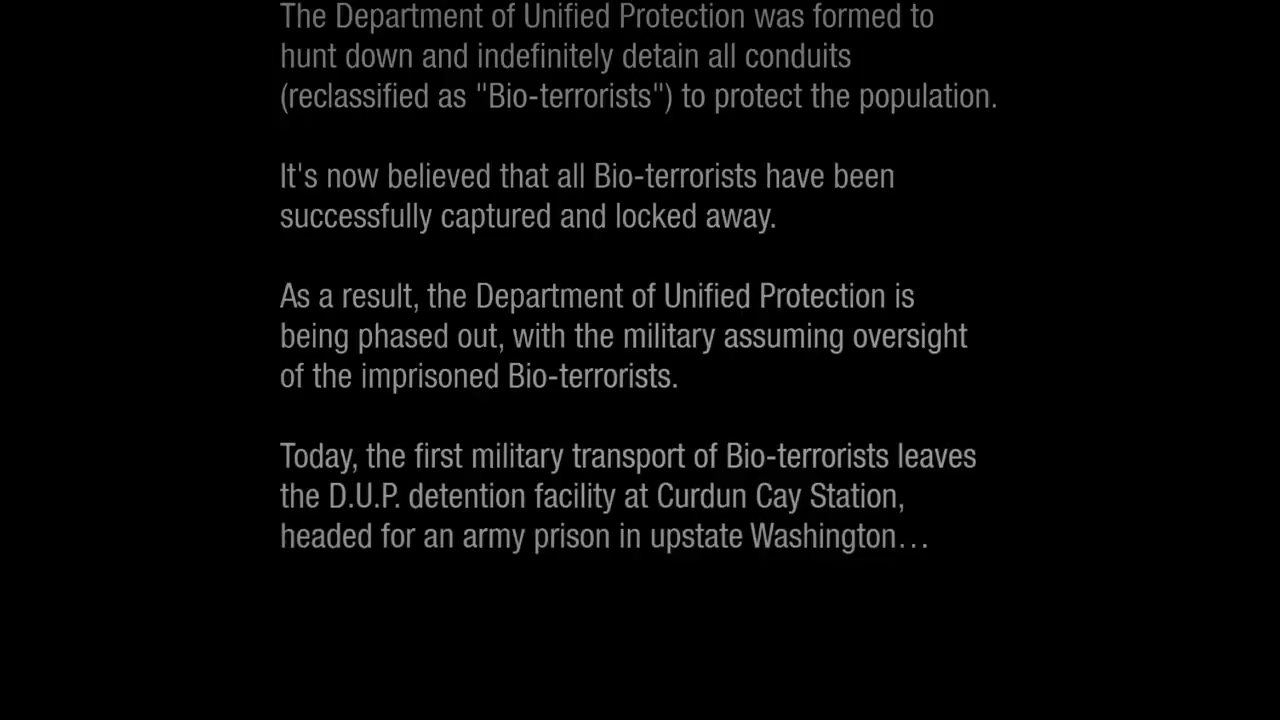 The Department of Unified Protection was formed to
hunt down and indefinitely detain all conduits
(reclassified as "Bio-terrorists") to protect the population.
It's now believed that all Bio-terrorists have been
successfully captured and locked away.
As a result, the Department of Unified Protection is
being phased out, with the military assuming oversight
of the imprisoned Bio-terrorists.
Today, the first military transport of Bio-terrorists leaves
the D.U.P. detention facility at Curdun Cay Station,
headed for an army prison in upstate Washington…